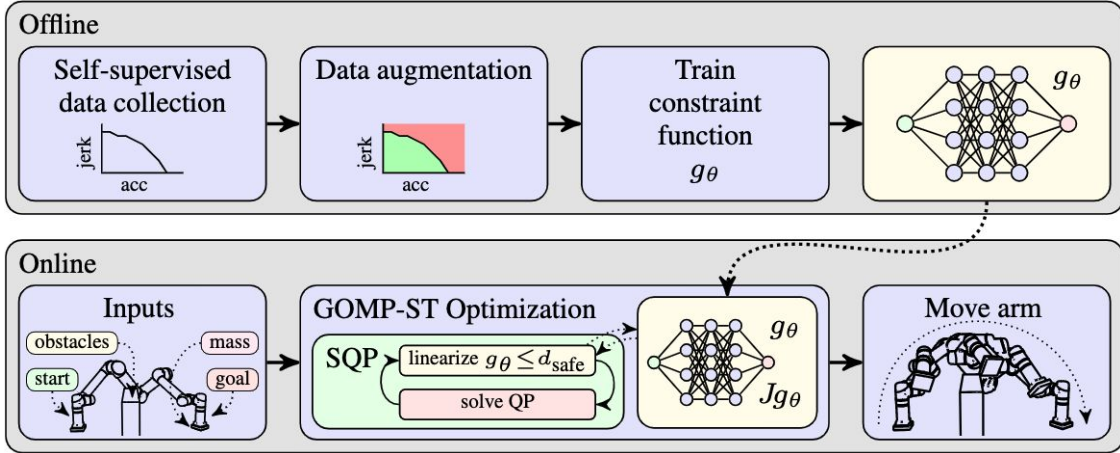 Offline
Self-supervised
data collection
jerk
acc
Data augmentation
jerk
acc
Train
constraint
function
gθ
gθ
Online
Inputs
obstacles
mass
start
goal
GOMP-ST Optimization
SQP
linearize gθ ≤ dsafe
solve QP
gθ
Jgθ
Move arm